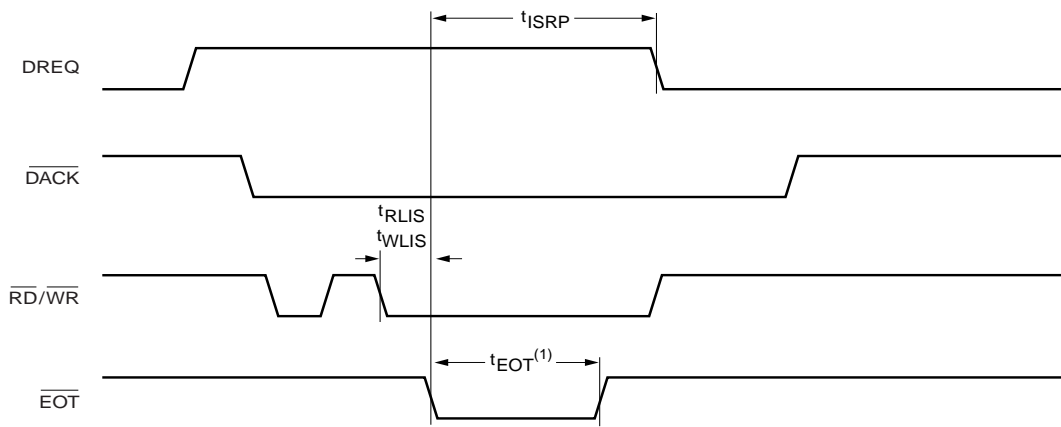 tISRP
DREQ
DACK
tRLIS
tWLIS
RD/WR
tEOT(1)
EOT